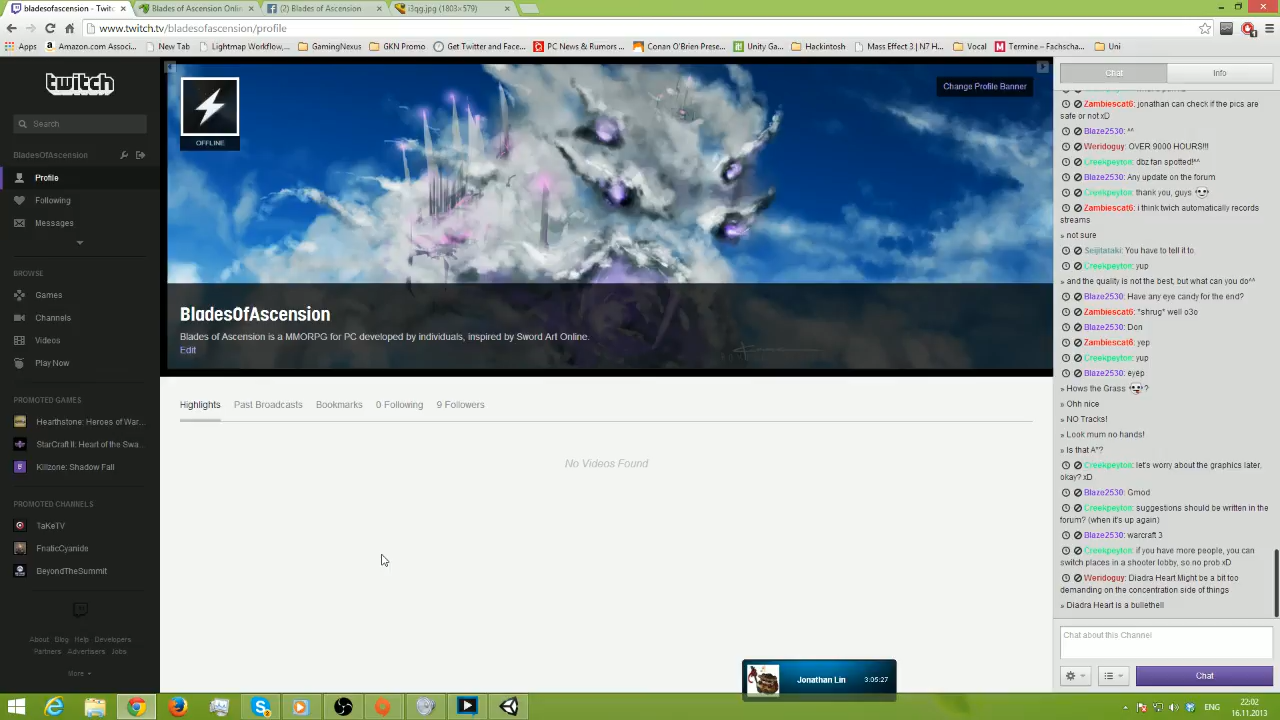 bladesofascension - Twitc
Blades of Ascension Onlin
(2) Blades of Ascension
i3qg.jpg (1803×579)
www.twitch.tv/bladesofascension/profile
Apps
Amazon.com Associ...
New Tab
Lightmap Workflow,...
GamingNexus
GKN Promo
Get Twitter and Face...
PC News & Rumors ...
Conan O'Brien Prese...
Unity Ga...
Hackintosh
Mass Effect 3 | N7 H...
Vocal
Termine – Fachscha...
Uni
twitch
Search
BladesOfAscension
Profile
Following
Messages
BROWSE
Games
Channels
Videos
Play Now
PROMOTED GAMES
Hearthstone: Heroes of War...
StarCraft II: Heart of the Swa...
Killzone: Shadow Fall
PROMOTED CHANNELS
TaKeTV
FnaticCyanide
BeyondTheSummit
About Blog Help Developers
Partners Advertisers Jobs
More
OFFLINE
Change Profile Banner
BladesOfAscension
Blades of Ascension is a MMORPG for PC developed by individuals, inspired by Sword Art Online.
Edit
Highlights Past Broadcasts Bookmarks 0 Following 9 Followers
No Videos Found
Jonathan Lin 3:05:27
Chat Info
Zambiescat6: jonathan can check if the pics are
safe or not xD
Blaze2530: ^^
Weridoguy: OVER 9000 HOURS!!!
Creekpeyton: dbz fan spotted!^^
Blaze2530: Any update on the forum
Creekpeyton: thank you, guys
Zambiescat6: i think twich automatically records
streams
» not sure
Seijitataki: You have to tell it to.
Creekpeyton: yup
» and the quality is not the best, but what can you do^^
Blaze2530: Have any eye candy for the end?
Zambiescat6: *shrug* well o3o
Blaze2530: Don
Zambiescat6: yep
Creekpeyton: yup
Blaze2530: eyep
» Hows the Grass ?
» Ohh nice
» NO Tracks!
» Look mum no hands!
» Is that A*?
Creekpeyton: let's worry about the graphics later,
okay? xD
Blaze2530: Gmod
Creekpeyton: suggestions should be written in the
forum? (when it's up again)
Blaze2530: warcraft 3
Creekpeyton: if you have more people, you can
switch places in a shooter lobby, so no prob xD
Weridoguy: Diadra Heart Might be a bit too
demanding on the concentration side of things
» Diadra Heart is a bullethell
Chat about this Channel
Chat
ENG
22:02
16.11.2013